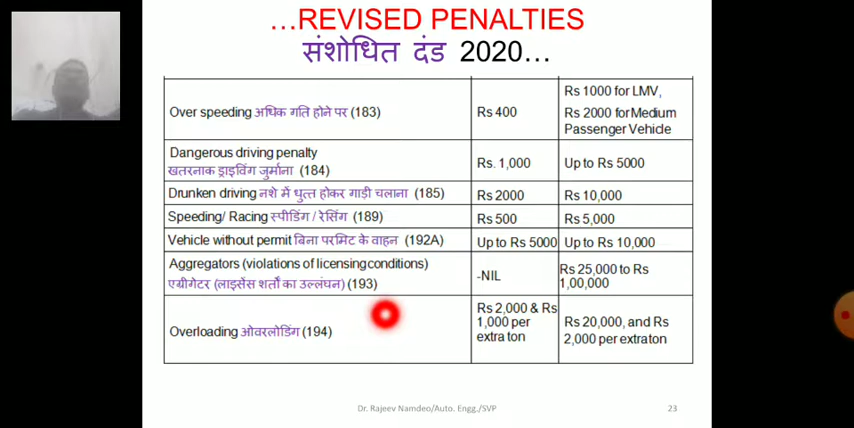 ...REVISED PENALTIES
संशोधित दंड 2020...
Over speeding अधिक गति होने पर (183)
Rs 400
Rs 1000 for LMV,
Rs 2000 for Medium
Passenger Vehicle
Dangerous driving penalty
खतरनाक ड्राइविंग जुर्माना (184)
Rs. 1,000
Up to Rs 5000
Drunken driving नशे में धुत्त होकर गाड़ी चलाना (185)
Rs 2000
Rs 10,000
Speeding/ Racing स्पीडिंग/ रेसिंग (189)
Rs 500
Rs 5,000
Vehicle without permit बिना परमिट के वाहन (192A)
Up to Rs 5000
Up to Rs 10,000
Aggregators (violations of licensing conditions)
एग्रीगेटर (लाइसेंस शर्तों का उल्लंघन) (193)
-NIL
Rs 25,000 to Rs
1,00,000
Overloading ओवरलोडिंग (194)
Rs 2,000 & Rs
1,000 per
extra ton
Rs 20,000, and Rs
2,000 per extra ton
Dr. Rajeev Namdeo/Auto. Engg./SVP
23